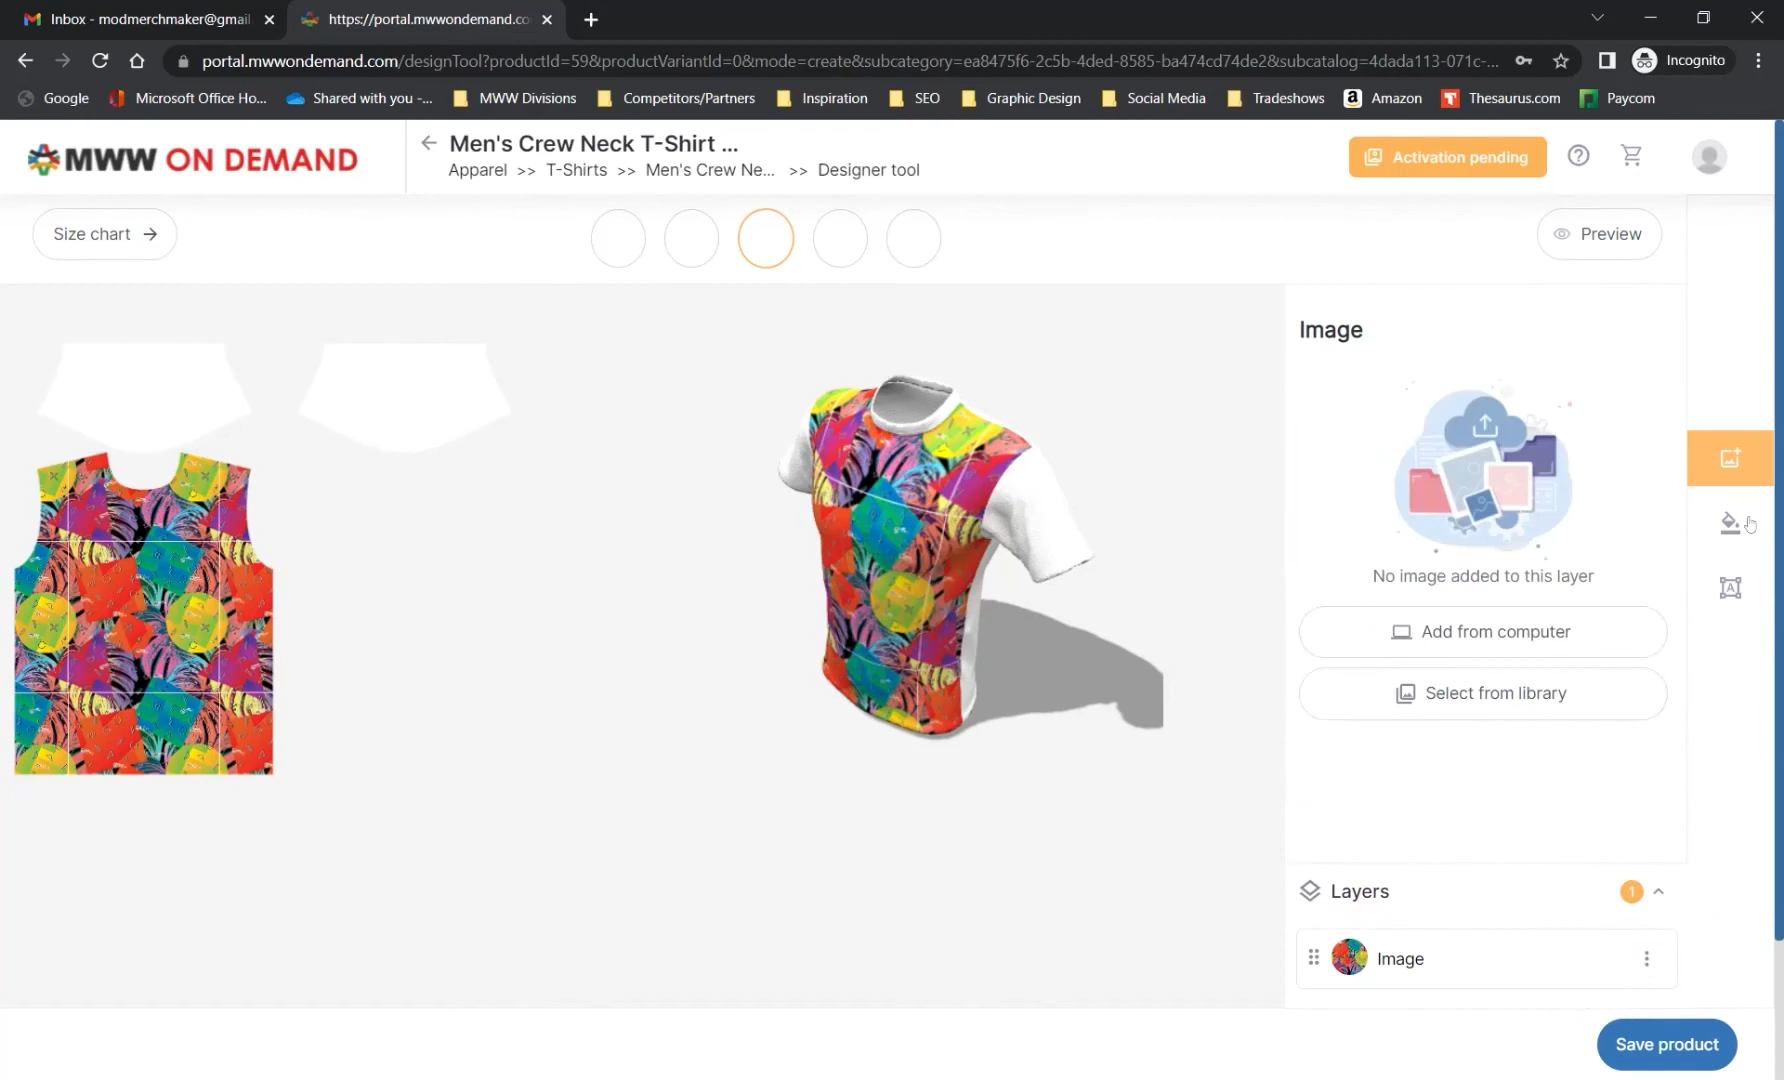 Inbox - modmerchmaker@gmail
https://portal.mwwondemand.co
portal.mwwondemand.com/designTool?productId=59&productVariantId=0&mode=create&subcategory=ea8475f6-2c5b-4ded-8585-ba474cd74de2&subcatalog=4dada113-071c-...
Incognito
Google
Microsoft Office Ho...
Shared with you -...
MWW Divisions
Competitors/Partners
Inspiration
SEO
Graphic Design
Social Media
Tradeshows
Amazon
Thesaurus.com
Paycom
MWW ON DEMAND
Men's Crew Neck T-Shirt ...
Apparel >> T-Shirts >> Men's Crew Ne... >> Designer tool
Activation pending
Size chart
Preview
Image
No image added to this layer
Add from computer
Select from library
Layers
1
Image
Save product